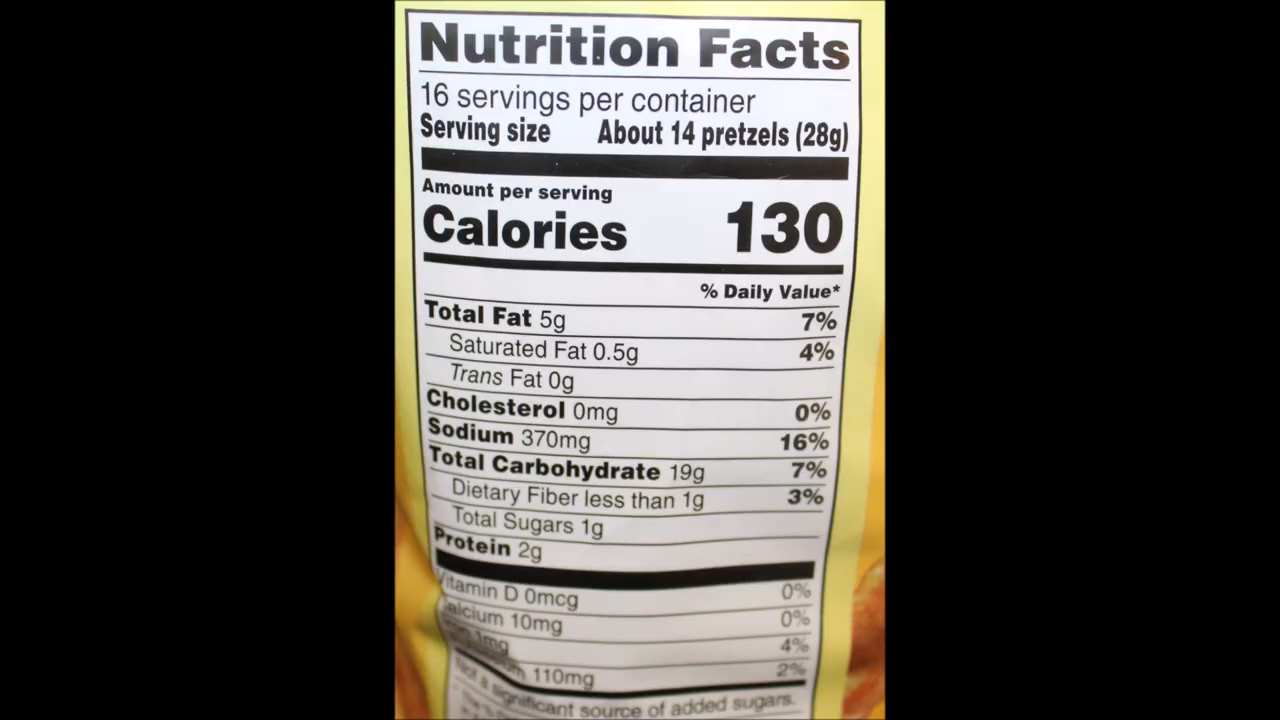 Nutrition Facts
16 servings per container
Serving size About 14 pretzels (28g)
Amount per serving
Calories 130
% Daily Value*
Total Fat 5g 7%
Saturated Fat 0.5g 4%
Trans Fat 0g
Cholesterol 0mg 0%
Sodium 370mg 16%
Total Carbohydrate 19g 7%
Dietary Fiber less than 1g 3%
Total Sugars 1g
Protein 2g
Vitamin D 0mcg 0%
Calcium 10mg 0%
1mg 4%
110mg 2%
Not a significant source of added sugars.